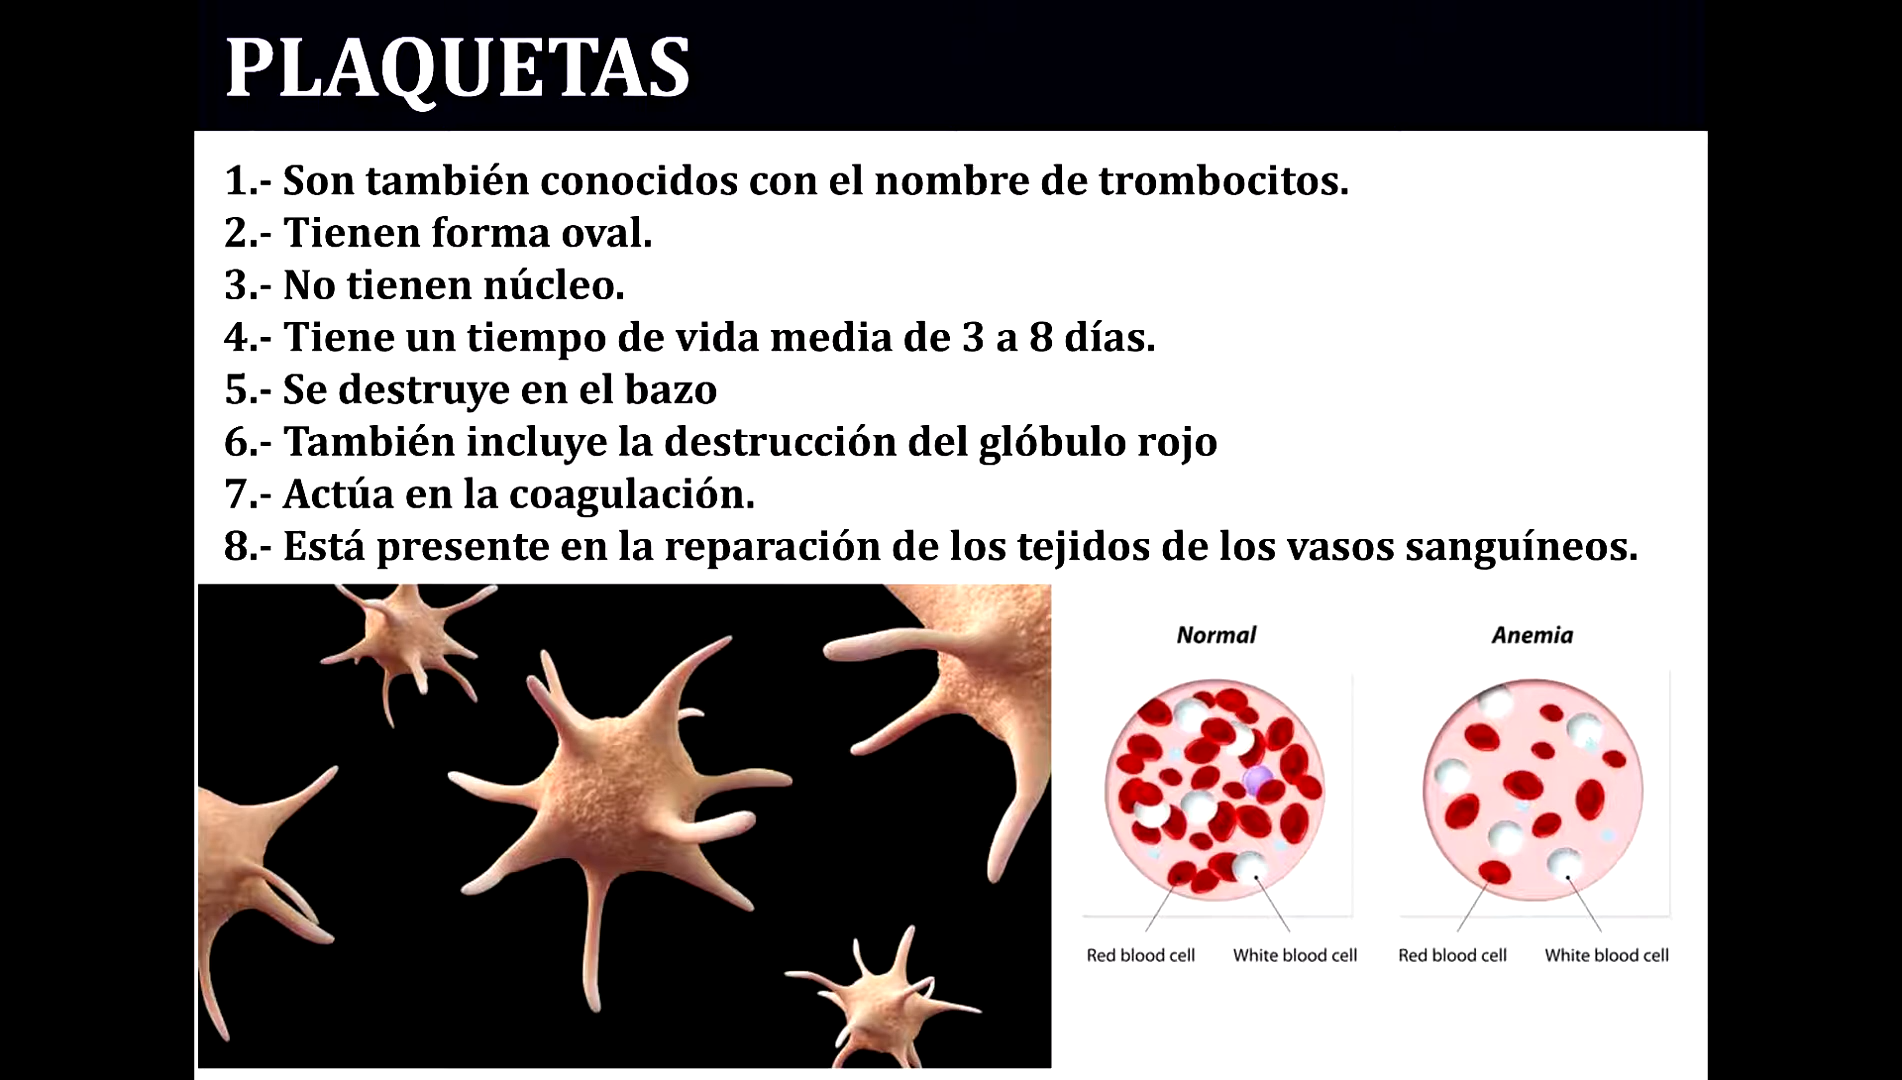 PLAQUETAS
1.- Son también conocidos con el nombre de trombocitos.
2.- Tienen forma oval.
3.- No tienen núcleo.
4.- Tiene un tiempo de vida media de 3 a 8 días.
5.- Se destruye en el bazo
6.- También incluye la destrucción del glóbulo rojo
7.- Actúa en la coagulación.
8.- Está presente en la reparación de los tejidos de los vasos sanguíneos.
Normal
Anemia
Red blood cell
White blood cell
Red blood cell
White blood cell